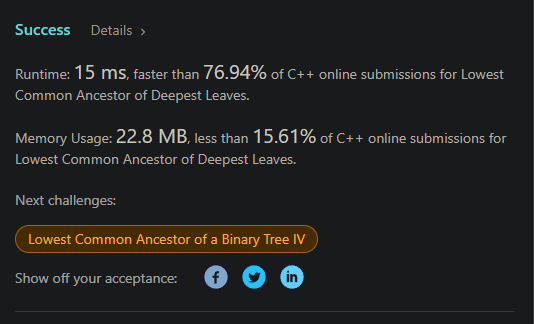 Success Details >
Runtime: 15 ms, faster than 76.94% of C++ online submissions for Lowest
Common Ancestor of Deepest Leaves.
Memory Usage: 22.8 MB, less than 15.61% of C++ online submissions for
Lowest Common Ancestor of Deepest Leaves.
Next challenges:
Lowest Common Ancestor of a Binary Tree IV
Show off your acceptance: